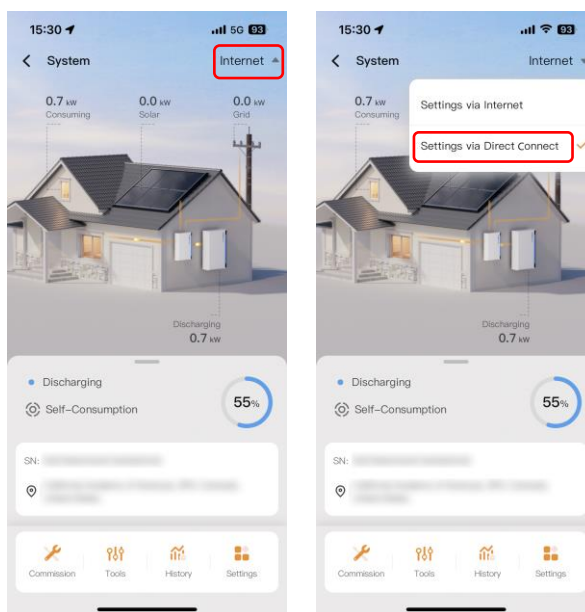 15:30
5G 93
System
Internet
0.7 kW
Consuming
0.0 kW
Solar
0.0 kW
Grid
Discharging
0.7 kW
Discharging
Self-Consumption
55%
SN:
Commission
Tools
History
Settings
15:30
93
System
Internet
0.7 kW
Consuming
Settings via Internet
Settings via Direct Connect
Discharging
0.7 kW
Discharging
Self-Consumption
55%
SN:
Commission
Tools
History
Settings